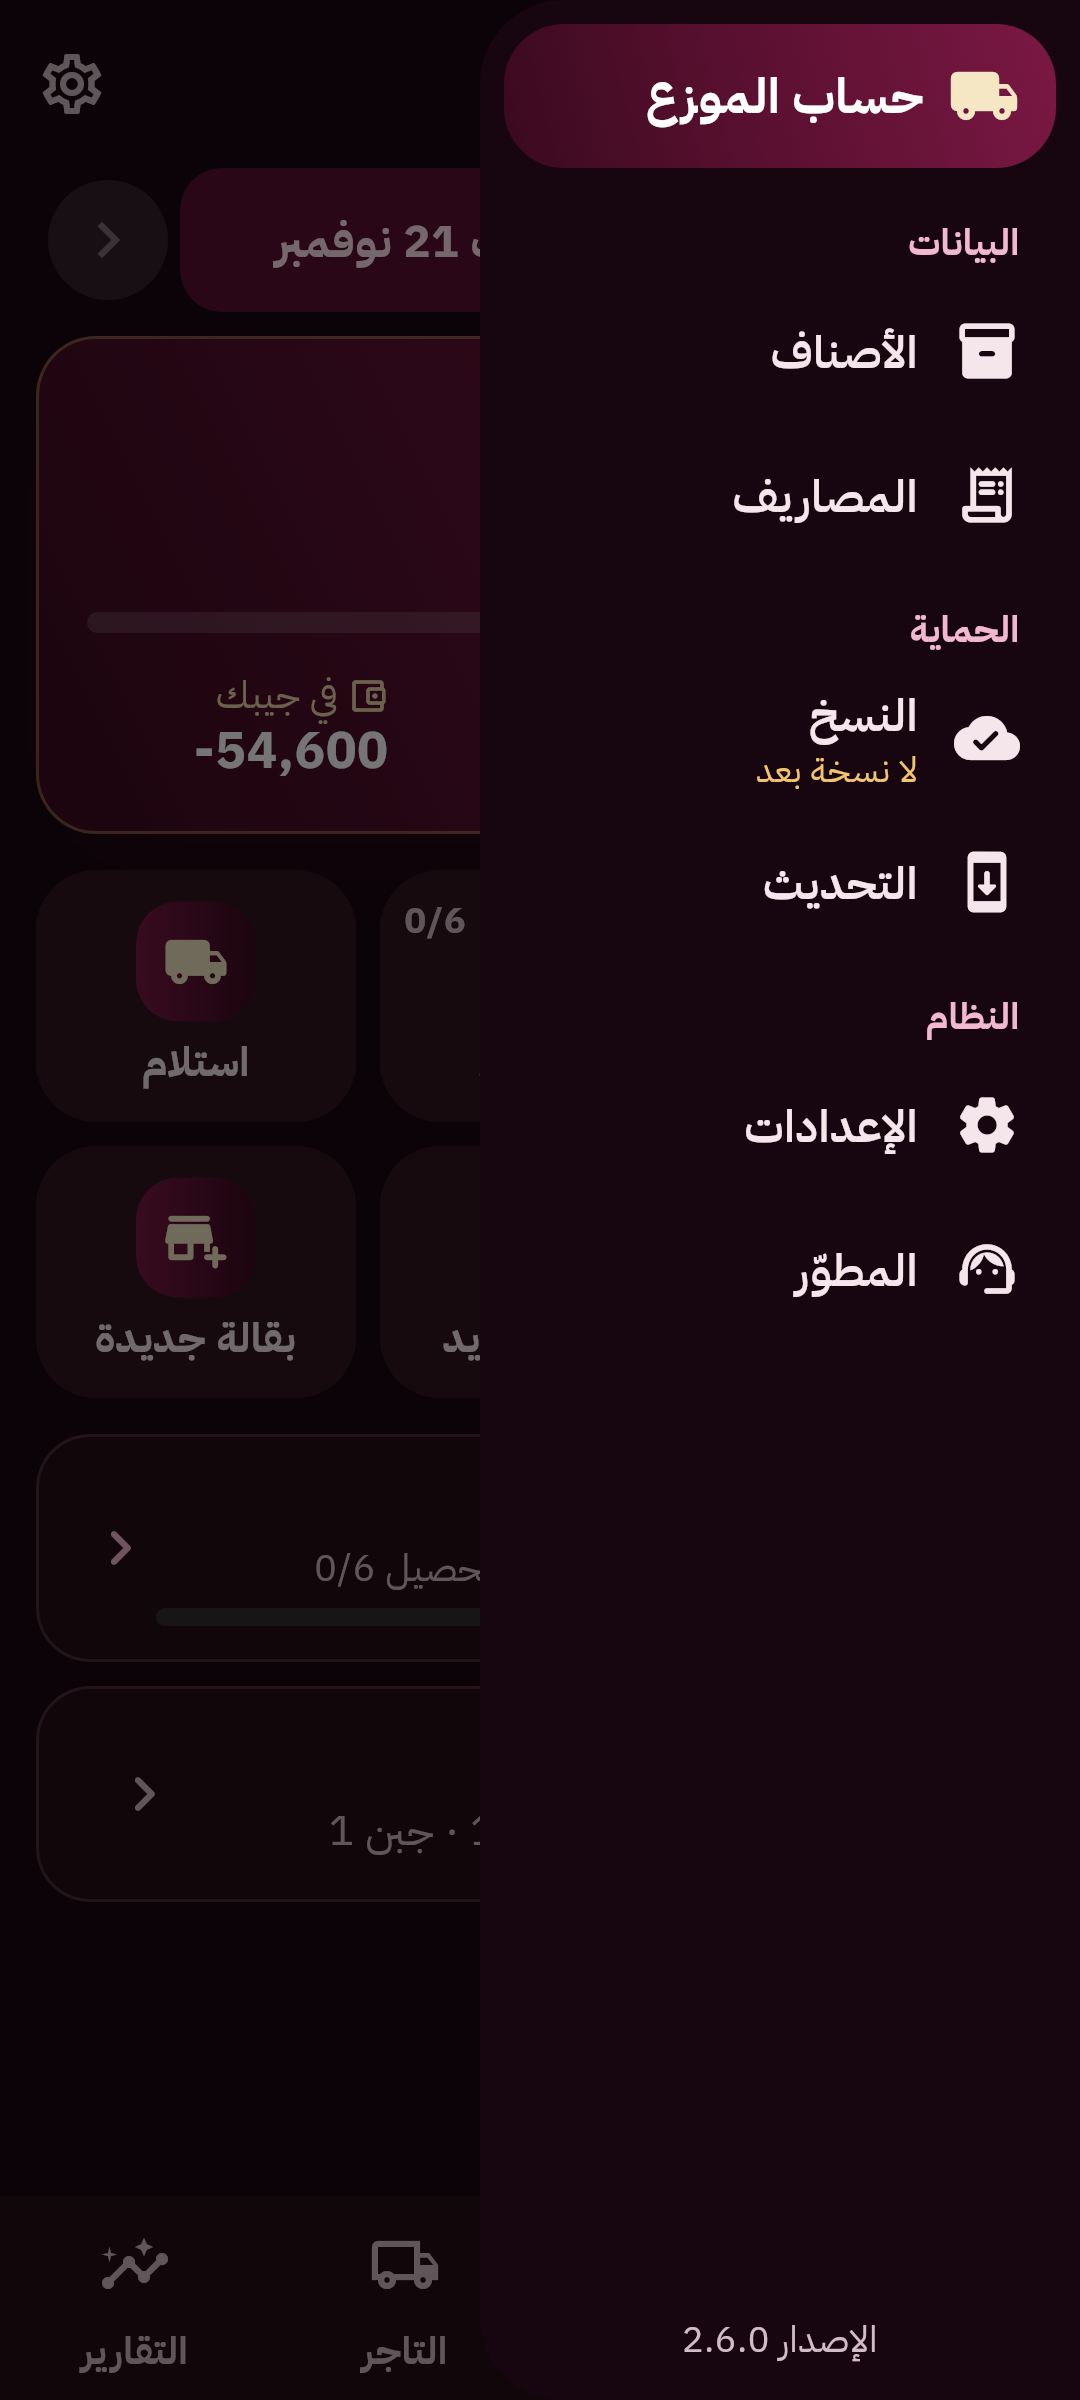 حساب الموزع
البيانات
الأصناف
المصاريف
الحماية
النسخ
لا نسخة بعد
التحديث
النظام
الإعدادات
المطوّر
الإصدار 2.6.0
21 نوفمبر
في جيبك
-54,600
0/6
استلام
بقالة جديدة
0/6
جبن 1
التاجر
التقارير